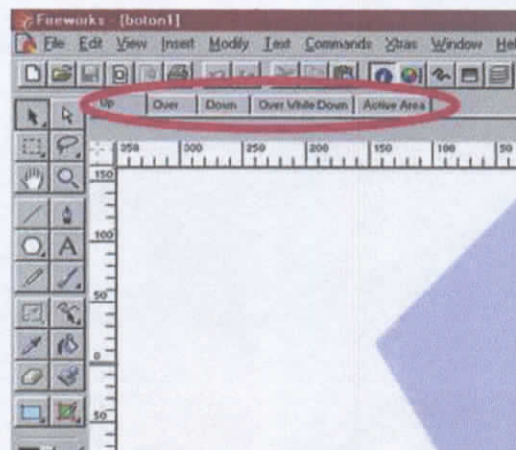 Fireworks - [boton1]
File Edit View Insert Modify Text Commands Xtras Window Hel
Up Over Down Over While Down Active Area
350 300 250 200 150 100 50
150
100
50
0
50
A